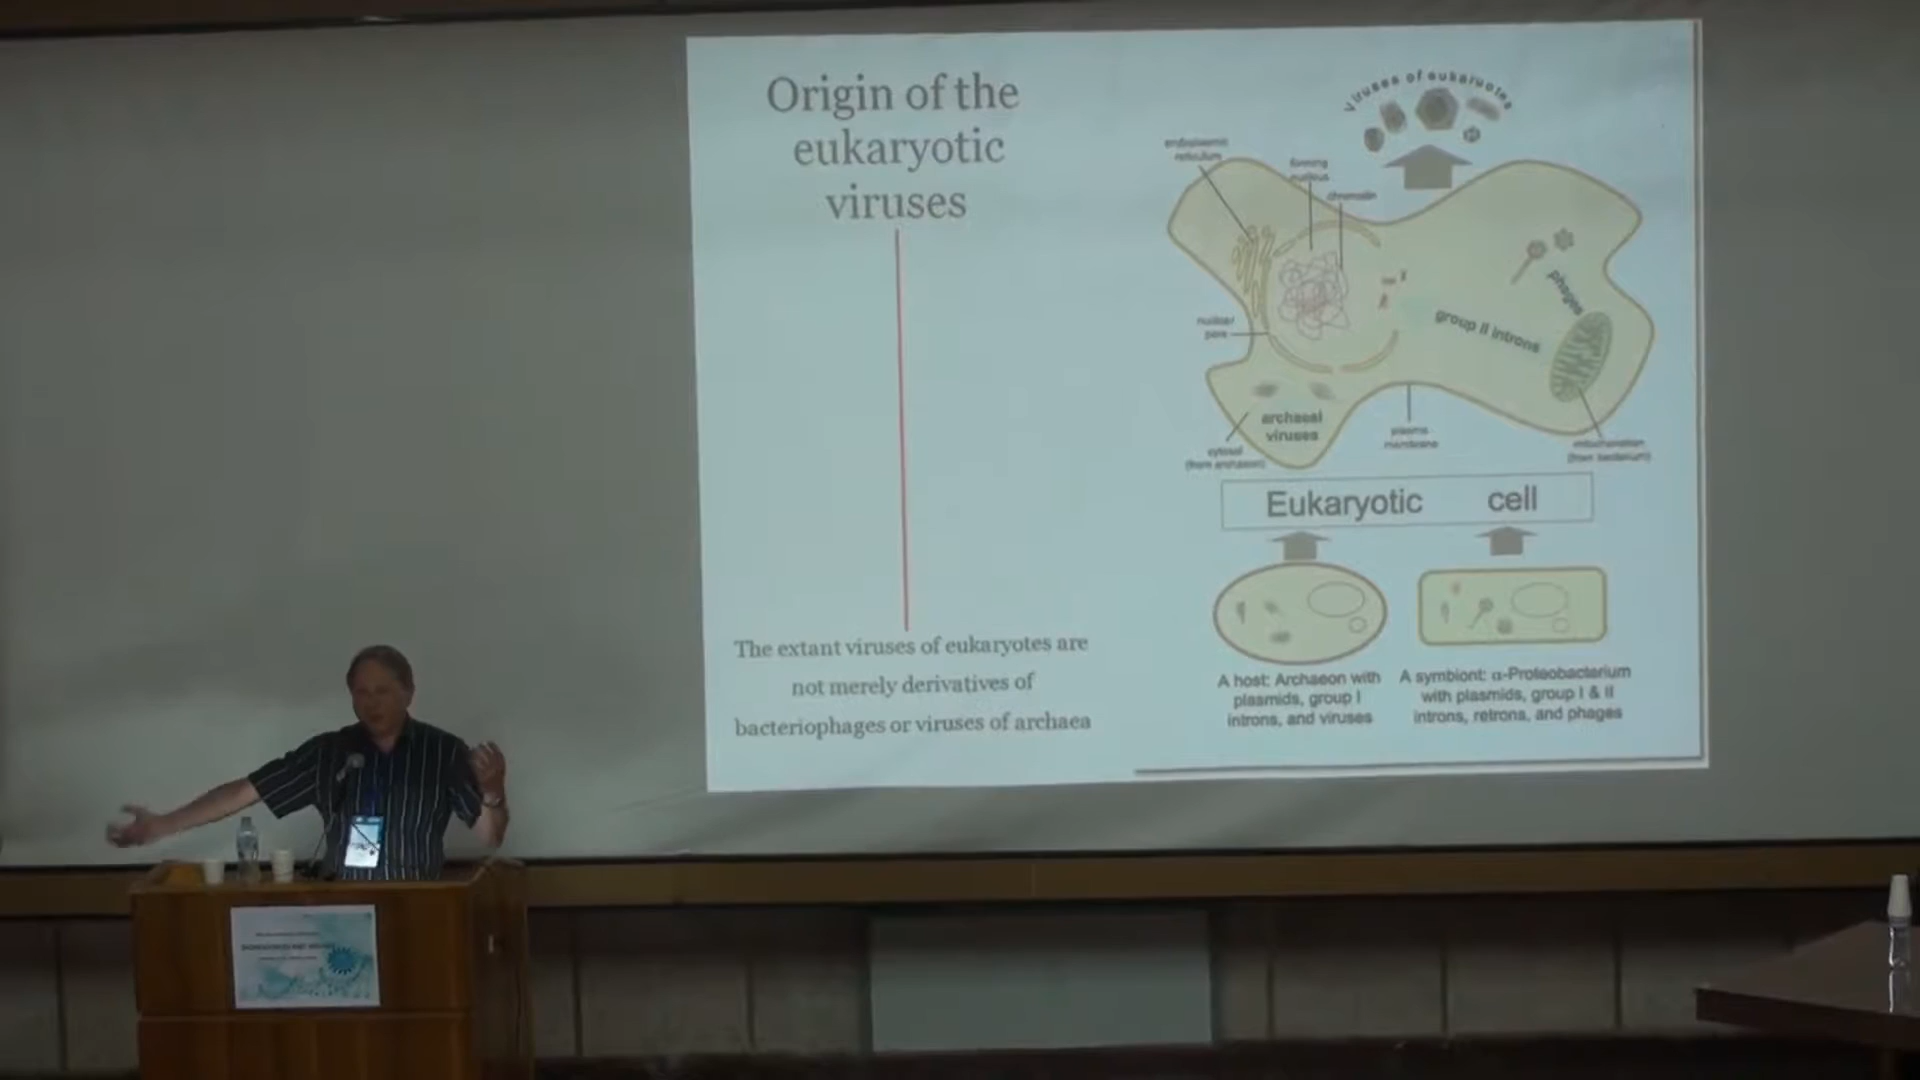 Origin of the
eukaryotic
viruses
The extant viruses of eukaryotes are
not merely derivatives of
bacteriophages or viruses of archaea
viruses of eukaryotes
endoplasmic
reticulum
forming
nucleus
chromatin
phages
group II introns
nuclear
pore
archaeal
viruses
cytosol
(from archaeon)
plasma
membrane
mitochondrion
(from bacterium)
Eukaryotic cell
A host: Archaeon with
plasmids, group I
introns, and viruses
A symbiont: α-Proteobacterium
with plasmids, group I & II
introns, retrons, and phages